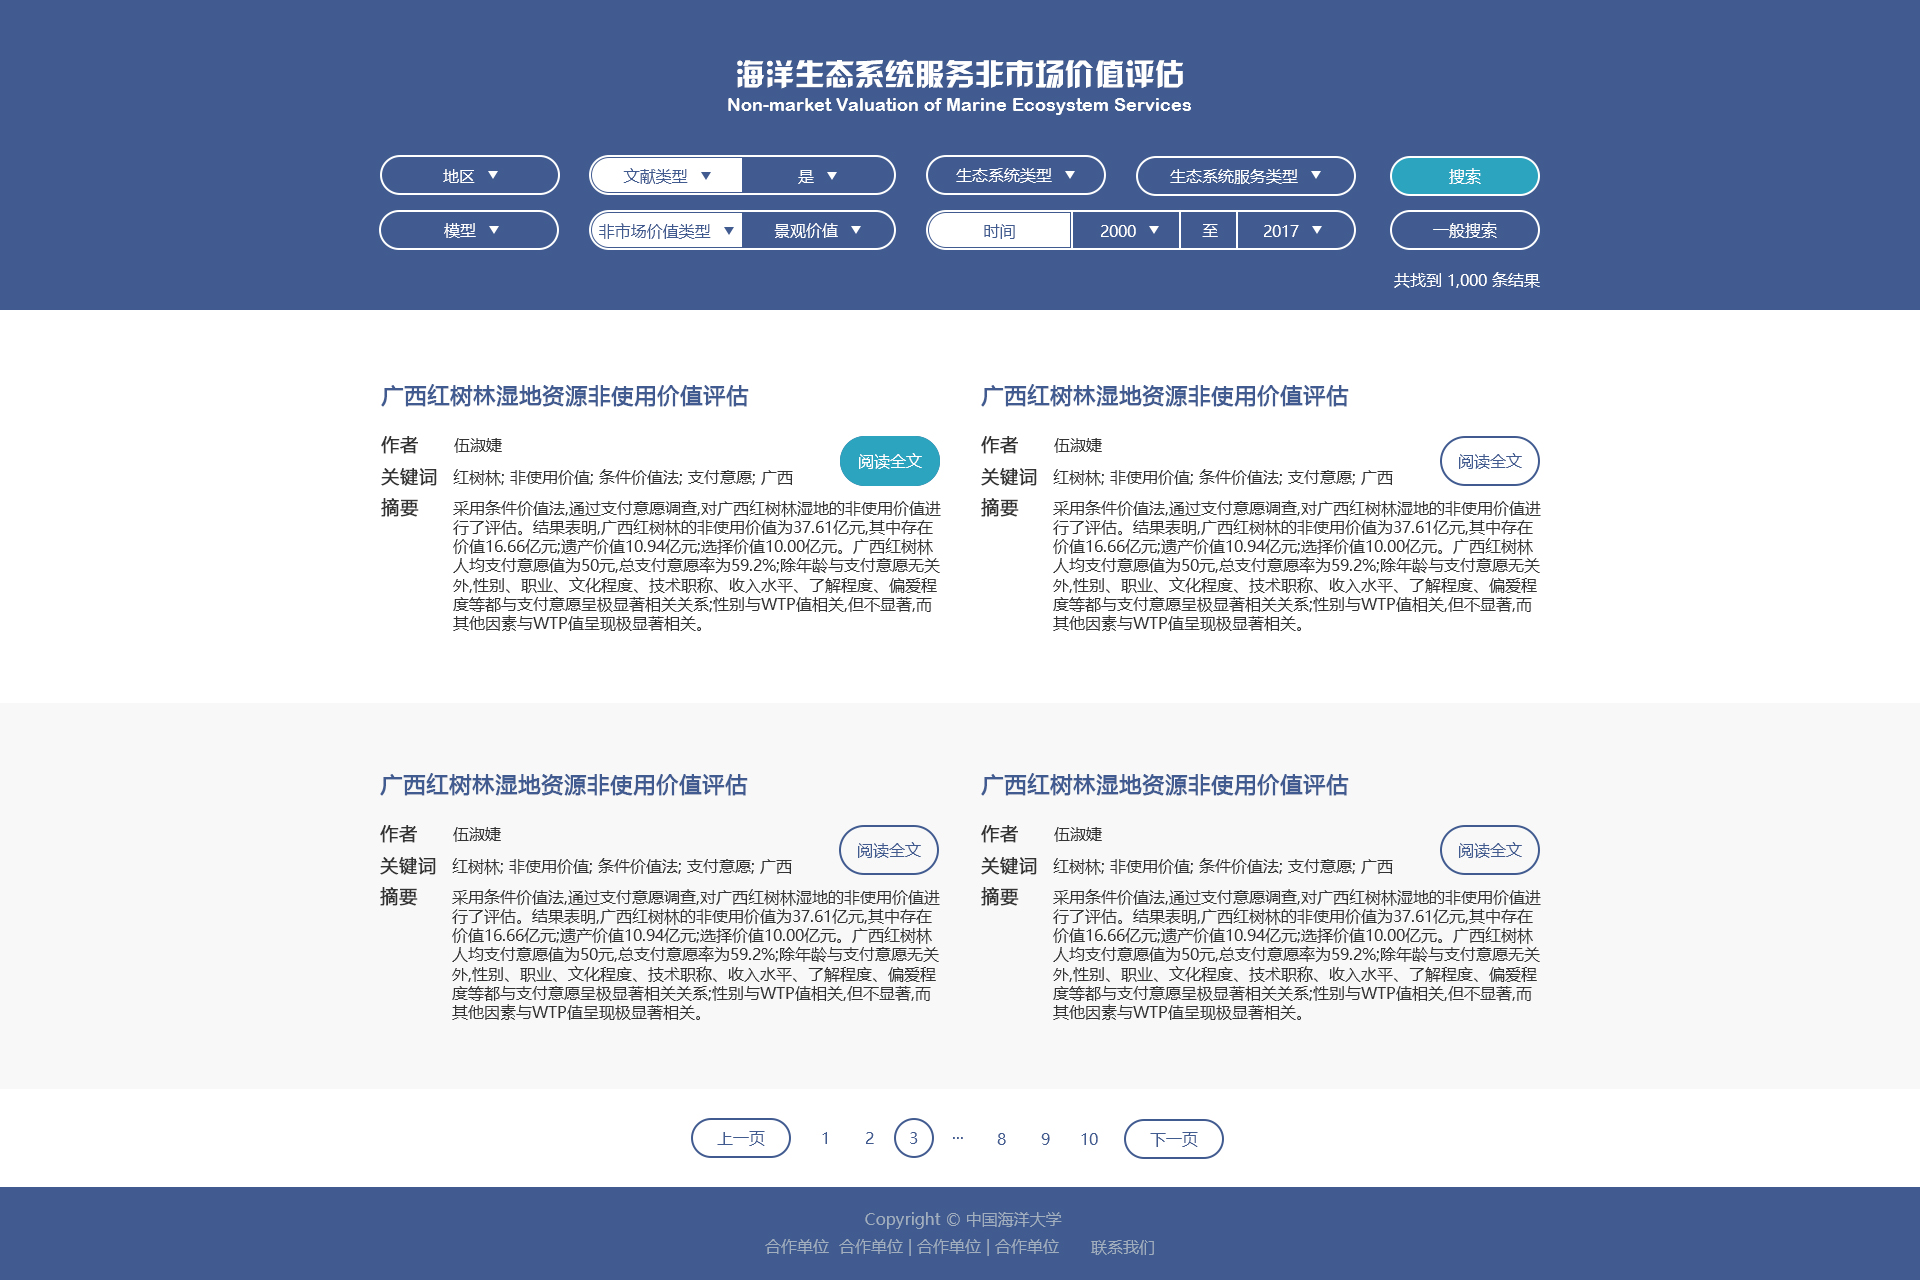 海洋生态系统服务非市场价值评估
Non-market Valuation of Marine Ecosystem Services
地区 ▼ 文献类型 ▼ 是 ▼ 生态系统类型 ▼ 生态系统服务类型 ▼ 搜索
模型 ▼ 非市场价值类型 ▼ 景观价值 ▼ 时间 2000 ▼ 至 2017 ▼ 一般搜索
共找到 1,000 条结果
广西红树林湿地资源非使用价值评估
作者 伍淑婕
阅读全文
关键词 红树林; 非使用价值; 条件价值法; 支付意愿; 广西
摘要 采用条件价值法,通过支付意愿调查,对广西红树林湿地的非使用价值进
行了评估。结果表明,广西红树林的非使用价值为37.61亿元,其中存在
价值16.66亿元;遗产价值10.94亿元;选择价值10.00亿元。广西红树林
人均支付意愿值为50元,总支付意愿率为59.2%;除年龄与支付意愿无关
外,性别、职业、文化程度、技术职称、收入水平、了解程度、偏爱程
度等都与支付意愿呈极显著相关关系;性别与WTP值相关,但不显著,而
其他因素与WTP值呈现极显著相关。
广西红树林湿地资源非使用价值评估
作者 伍淑婕
阅读全文
关键词 红树林; 非使用价值; 条件价值法; 支付意愿; 广西
摘要 采用条件价值法,通过支付意愿调查,对广西红树林湿地的非使用价值进
行了评估。结果表明,广西红树林的非使用价值为37.61亿元,其中存在
价值16.66亿元;遗产价值10.94亿元;选择价值10.00亿元。广西红树林
人均支付意愿值为50元,总支付意愿率为59.2%;除年龄与支付意愿无关
外,性别、职业、文化程度、技术职称、收入水平、了解程度、偏爱程
度等都与支付意愿呈极显著相关关系;性别与WTP值相关,但不显著,而
其他因素与WTP值呈现极显著相关。
广西红树林湿地资源非使用价值评估
作者 伍淑婕
阅读全文
关键词 红树林; 非使用价值; 条件价值法; 支付意愿; 广西
摘要 采用条件价值法,通过支付意愿调查,对广西红树林湿地的非使用价值进
行了评估。结果表明,广西红树林的非使用价值为37.61亿元,其中存在
价值16.66亿元;遗产价值10.94亿元;选择价值10.00亿元。广西红树林
人均支付意愿值为50元,总支付意愿率为59.2%;除年龄与支付意愿无关
外,性别、职业、文化程度、技术职称、收入水平、了解程度、偏爱程
度等都与支付意愿呈极显著相关关系;性别与WTP值相关,但不显著,而
其他因素与WTP值呈现极显著相关。
广西红树林湿地资源非使用价值评估
作者 伍淑婕
阅读全文
关键词 红树林; 非使用价值; 条件价值法; 支付意愿; 广西
摘要 采用条件价值法,通过支付意愿调查,对广西红树林湿地的非使用价值进
行了评估。结果表明,广西红树林的非使用价值为37.61亿元,其中存在
价值16.66亿元;遗产价值10.94亿元;选择价值10.00亿元。广西红树林
人均支付意愿值为50元,总支付意愿率为59.2%;除年龄与支付意愿无关
外,性别、职业、文化程度、技术职称、收入水平、了解程度、偏爱程
度等都与支付意愿呈极显著相关关系;性别与WTP值相关,但不显著,而
其他因素与WTP值呈现极显著相关。
上一页 1 2 3 ··· 8 9 10 下一页
Copyright © 中国海洋大学
合作单位 合作单位 | 合作单位 | 合作单位 联系我们